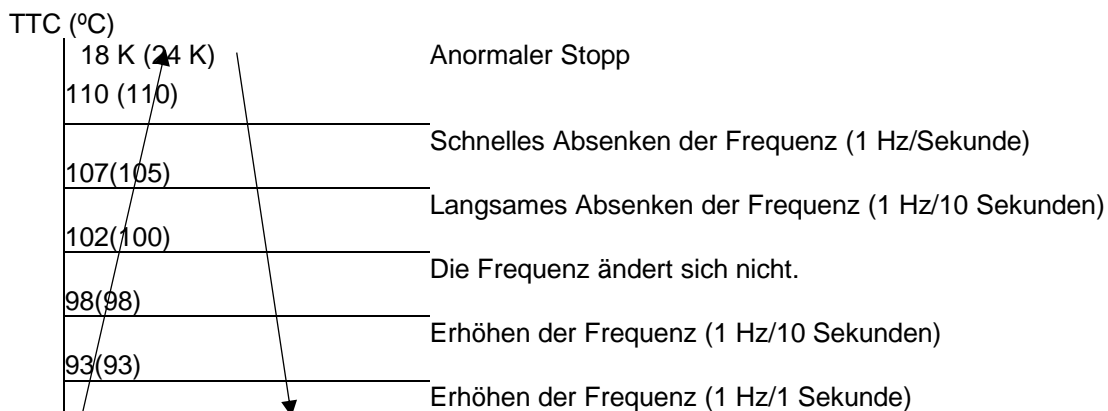 TTC (ºC)
18 K (24 K) Anormaler Stopp
110 (110)
Schnelles Absenken der Frequenz (1 Hz/Sekunde)
107(105)
Langsames Absenken der Frequenz (1 Hz/10 Sekunden)
102(100)
Die Frequenz ändert sich nicht.
98(98)
Erhöhen der Frequenz (1 Hz/10 Sekunden)
93(93)
Erhöhen der Frequenz (1 Hz/1 Sekunde)